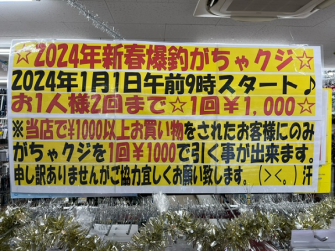 ☆2024年新春爆釣がちゃクジ☆
2024年1月1日午前9時スタート♪
お1人様2回まで☆1回¥1,000☆
※当店で¥1000以上お買い物をされたお客様にのみ
がちゃクジを1回¥1000で引く事が出来ます。
申し訳ありませんがご協力宜しくお願い致します。(>く。)汗